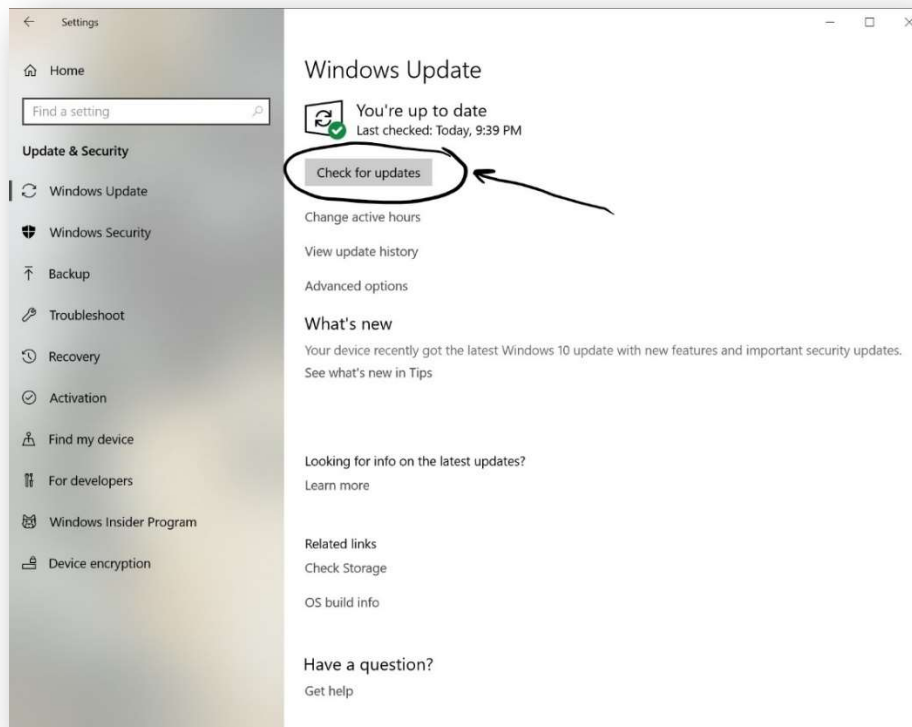 Settings
Home
Find a setting
Update & Security
Windows Update
Windows Security
Backup
Troubleshoot
Recovery
Activation
Find my device
For developers
Windows Insider Program
Device encryption
Windows Update
You're up to date
Last checked: Today, 9:39 PM
Check for updates
Change active hours
View update history
Advanced options
What's new
Your device recently got the latest Windows 10 update with new features and important security updates.
See what's new in Tips
Looking for info on the latest updates?
Learn more
Related links
Check Storage
OS build info
Have a question?
Get help